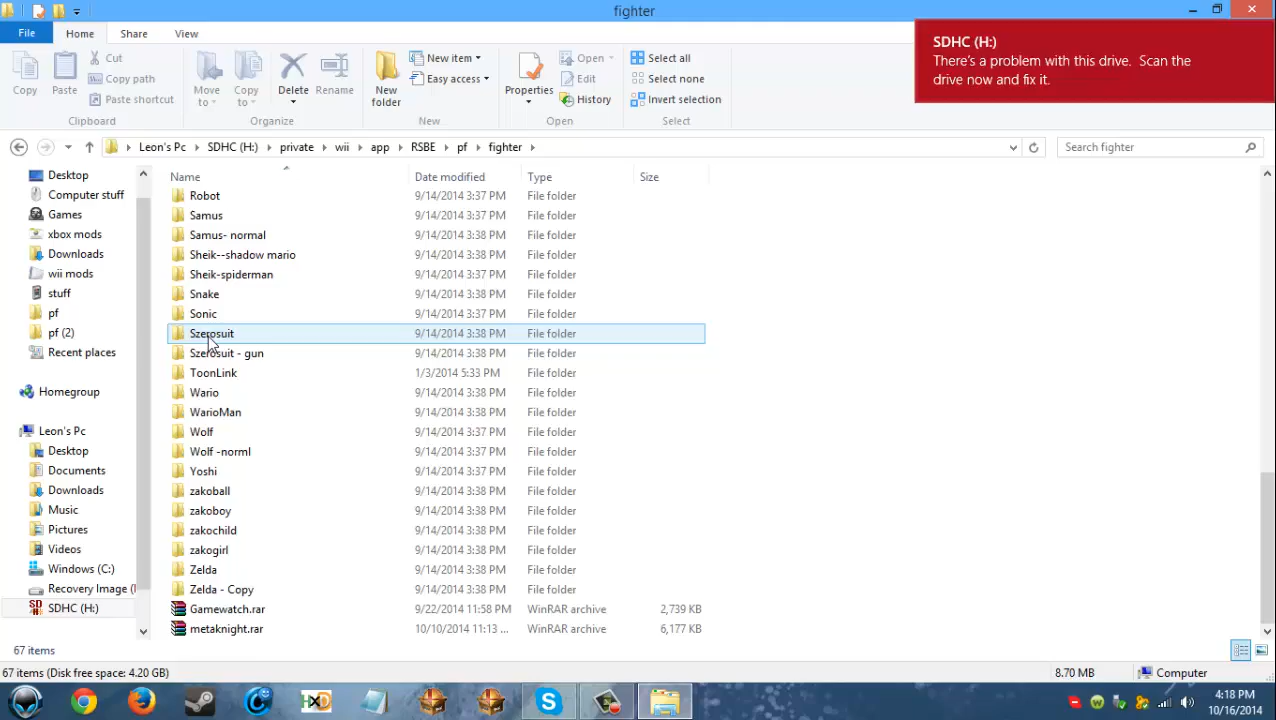 fighter
File
Home
Share
View
SDHC (H:)
There's a problem with this drive. Scan the
drive now and fix it.
Copy
Paste
Cut
Copy path
Paste shortcut
Clipboard
Move
to
Copy
to
Delete
Rename
Organize
New
folder
New item
Easy access
New
Properties
Open
Edit
History
Open
Select all
Select none
Invert selection
Select
Leon's Pc
SDHC (H:)
private
wii
app
RSBE
pf
fighter
Search fighter
Desktop
Computer stuff
Games
xbox mods
Downloads
wii mods
stuff
pf
pf (2)
Recent places
Homegroup
Leon's Pc
Desktop
Documents
Downloads
Music
Pictures
Videos
Windows (C:)
Recovery Image (
SDHC (H:)
Name Date modified Type Size
Robot 9/14/2014 3:37 PM File folder
Samus 9/14/2014 3:37 PM File folder
Samus- normal 9/14/2014 3:38 PM File folder
Sheik--shadow mario 9/14/2014 3:38 PM File folder
Sheik-spiderman 9/14/2014 3:37 PM File folder
Snake 9/14/2014 3:38 PM File folder
Sonic 9/14/2014 3:37 PM File folder
Szerosuit 9/14/2014 3:38 PM File folder
Szerosuit - gun 9/14/2014 3:38 PM File folder
ToonLink 1/3/2014 5:33 PM File folder
Wario 9/14/2014 3:38 PM File folder
WarioMan 9/14/2014 3:38 PM File folder
Wolf 9/14/2014 3:37 PM File folder
Wolf -norml 9/14/2014 3:37 PM File folder
Yoshi 9/14/2014 3:37 PM File folder
zakoball 9/14/2014 3:38 PM File folder
zakoboy 9/14/2014 3:38 PM File folder
zakochild 9/14/2014 3:38 PM File folder
zakogirl 9/14/2014 3:38 PM File folder
Zelda 9/14/2014 3:38 PM File folder
Zelda - Copy 9/14/2014 3:38 PM File folder
Gamewatch.rar 9/22/2014 11:58 PM WinRAR archive 2,739 KB
metaknight.rar 10/10/2014 11:13 ... WinRAR archive 6,177 KB
67 items
67 items (Disk free space: 4.20 GB)
8.70 MB
Computer
4:18 PM
10/16/2014